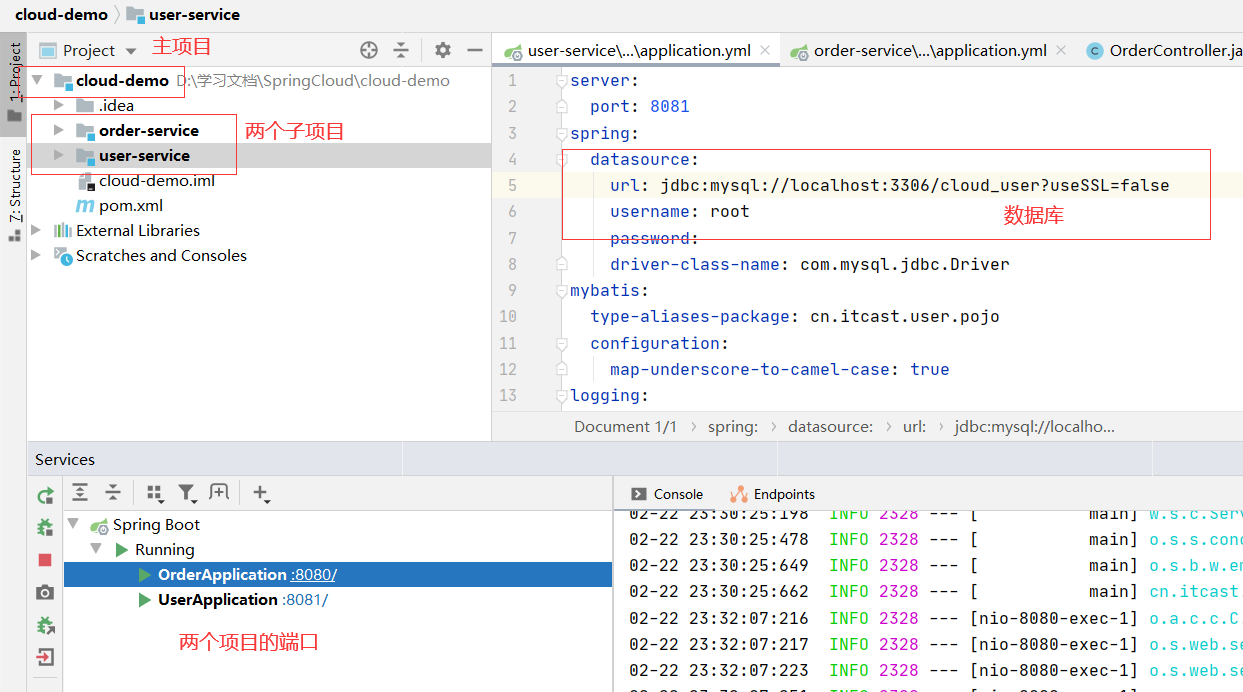 cloud-demo user-service
1: Project
Project 主项目
user-service\...\application.yml order-service\...\application.yml OrderController.ja
cloud-demo D:\学习文档\SpringCloud\cloud-demo
.idea
order-service
两个子项目
user-service
cloud-demo.iml
pom.xml
External Libraries
Scratches and Consoles
Z: Structure
1 server:
2 port: 8081
3 spring:
4 datasource:
5 url: jdbc:mysql://localhost:3306/cloud_user?useSSL=false
6 username: root
数据库
7 password:
8 driver-class-name: com.mysql.jdbc.Driver
9 mybatis:
10 type-aliases-package: cn.itcast.user.pojo
11 configuration:
12 map-underscore-to-camel-case: true
13 logging:
Document 1/1 spring: datasource: url: jdbc:mysql://localho...
Services
Spring Boot
Running
OrderApplication :8080/
UserApplication :8081/
两个项目的端口
Console Endpoints
02-22 23:30:25:198 INFO 2328 --- [ main] w.s.c.Serv
02-22 23:30:25:478 INFO 2328 --- [ main] o.s.s.conc
02-22 23:30:25:649 INFO 2328 --- [ main] o.s.b.w.em
02-22 23:30:25:662 INFO 2328 --- [ main] cn.itcast.
02-22 23:32:07:216 INFO 2328 --- [nio-8080-exec-1] o.a.c.c.C.
02-22 23:32:07:217 INFO 2328 --- [nio-8080-exec-1] o.s.web.se
02-22 23:32:07:223 INFO 2328 --- [nio-8080-exec-1] o.s.web.se